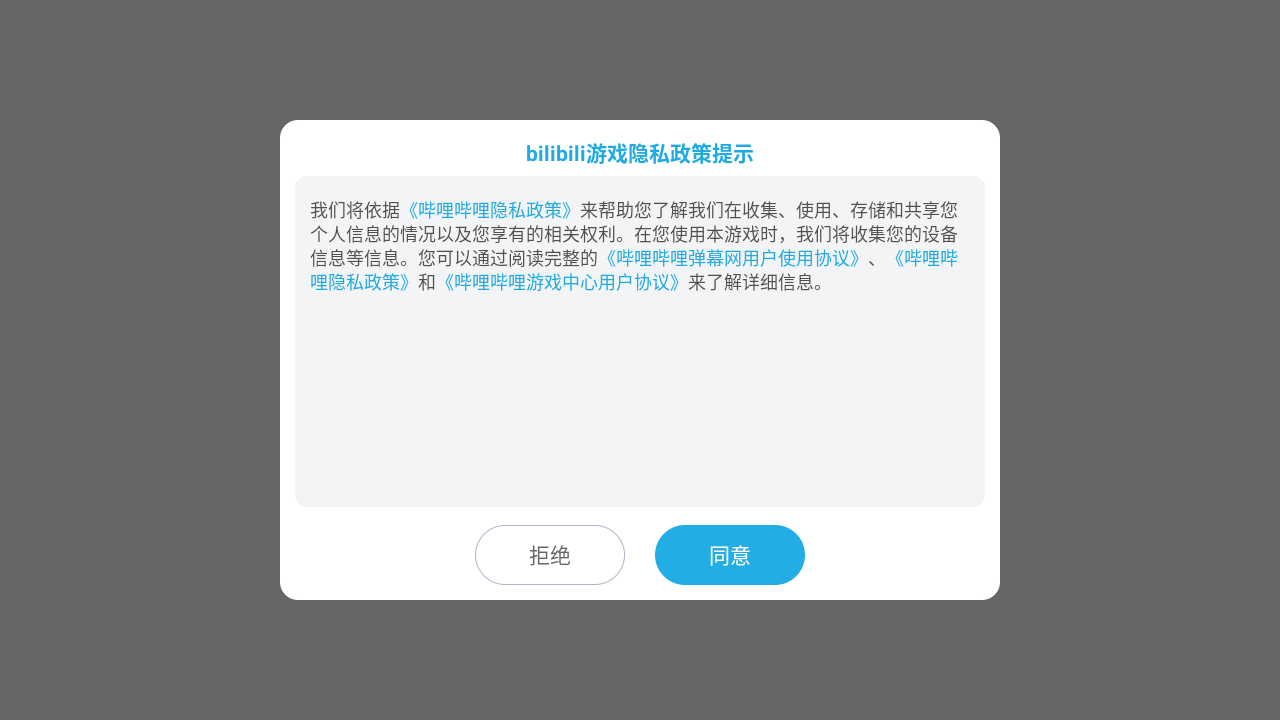 bilibili游戏隐私政策提示
我们将依据《哔哩哔哩隐私政策》来帮助您了解我们在收集、使用、存储和共享您
个人信息的情况以及您享有的相关权利。在您使用本游戏时，我们将收集您的设备
信息等信息。您可以通过阅读完整的《哔哩哔哩弹幕网用户使用协议》、《哔哩哔
哩隐私政策》和《哔哩哔哩游戏中心用户协议》来了解详细信息。
拒绝
同意